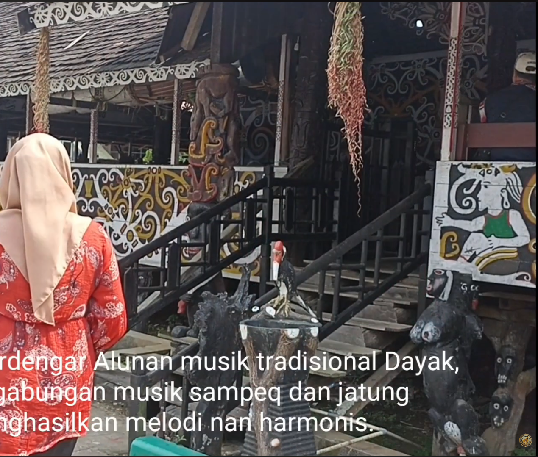 rdengar Alunan musik tradisional Dayak,
gabungan musik sampeq dan jatung
nghasilkan melodi nan harmonis.